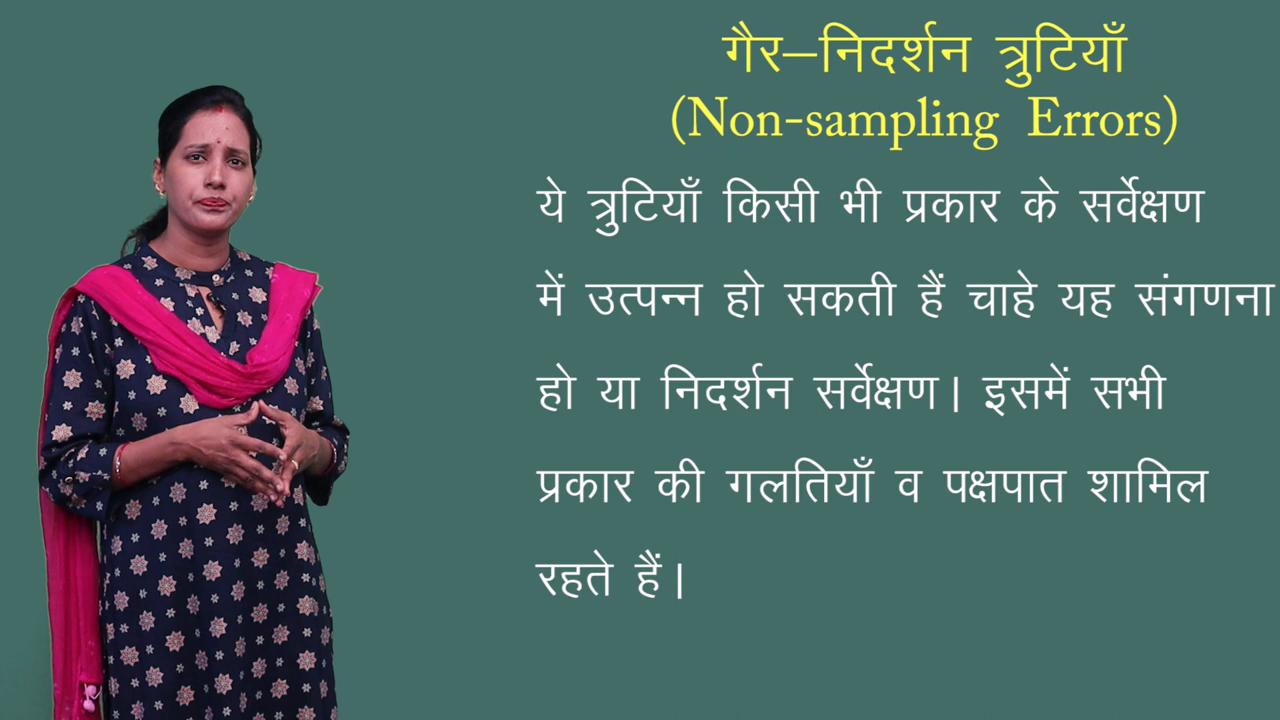 गैर–निदर्शन त्रुटियाँ
(Non-sampling Errors)
ये त्रुटियाँ किसी भी प्रकार के सर्वेक्षण
में उत्पन्न हो सकती हैं चाहे यह संगणना
हो या निदर्शन सर्वेक्षण। इसमें सभी
प्रकार की गलतियाँ व पक्षपात शामिल
रहते हैं।